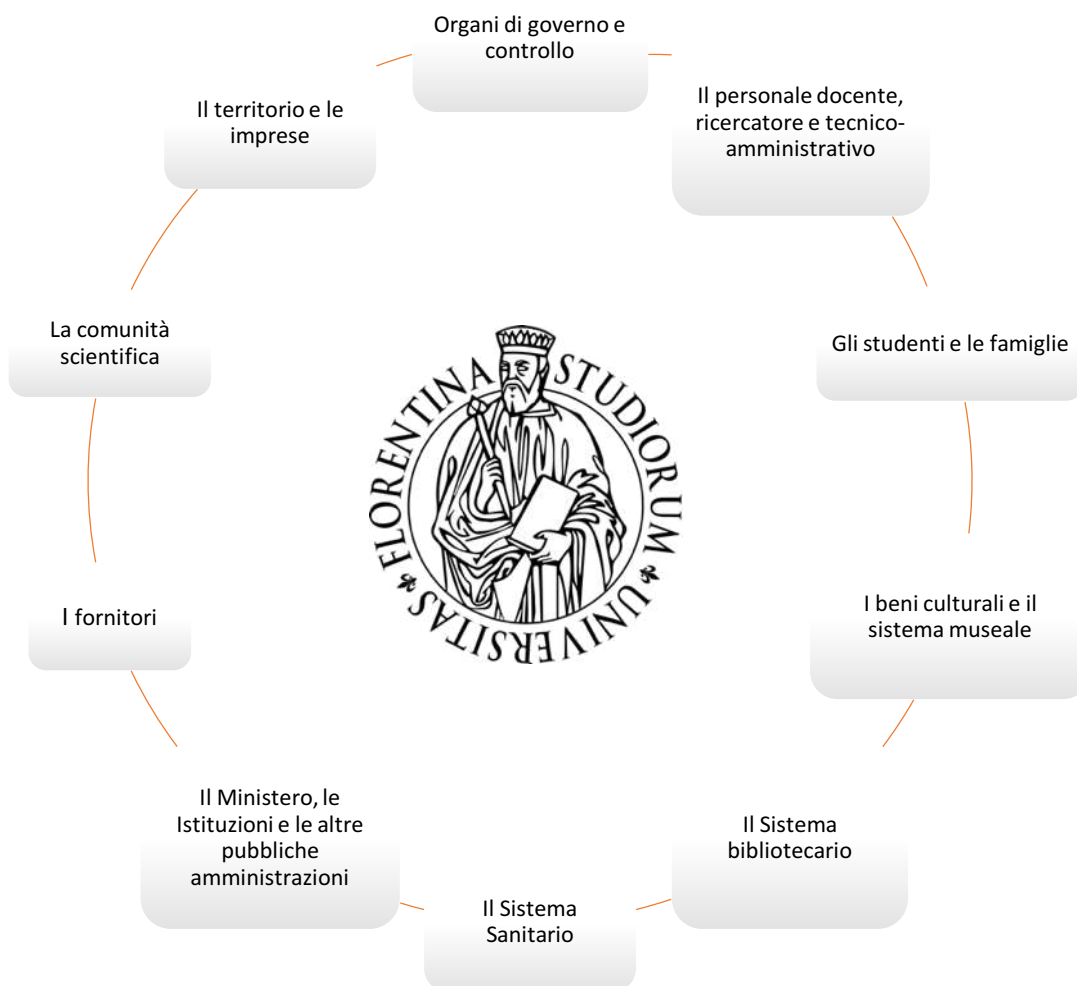 Organi di governo e
controllo
Il personale docente,
ricercatore e tecnico-
amministrativo
Gli studenti e le famiglie
I beni culturali e il
sistema museale
Il Sistema
bibliotecario
Il Sistema
Sanitario
Il Ministero, le
Istituzioni e le altre
pubbliche
amministrazioni
I fornitori
La comunità
scientifica
Il territorio e le
imprese
FLORENTINA STUDIORUM UNIVERSITAS